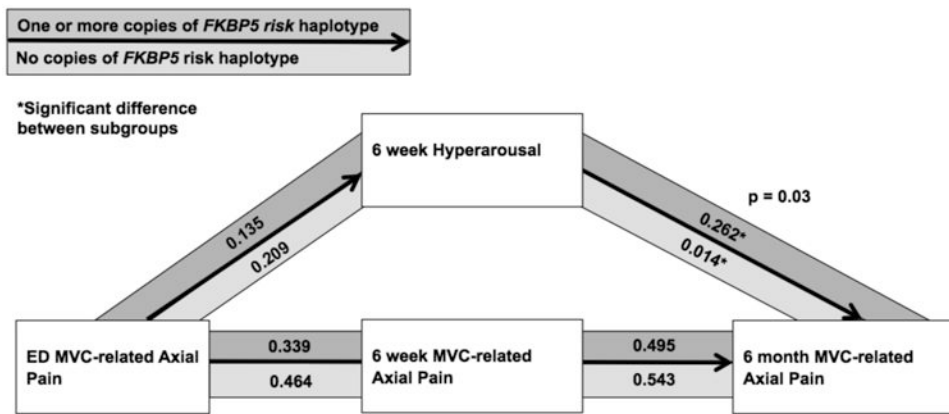 One or more copies of FKBP5 risk haplotype
No copies of FKBP5 risk haplotype
*Significant difference
between subgroups
6 week Hyperarousal
p = 0.03
0.135
0.209
0.262*
0.014*
ED MVC-related Axial
Pain
0.339
0.464
6 week MVC-related
Axial Pain
0.495
0.543
6 month MVC-related
Axial Pain